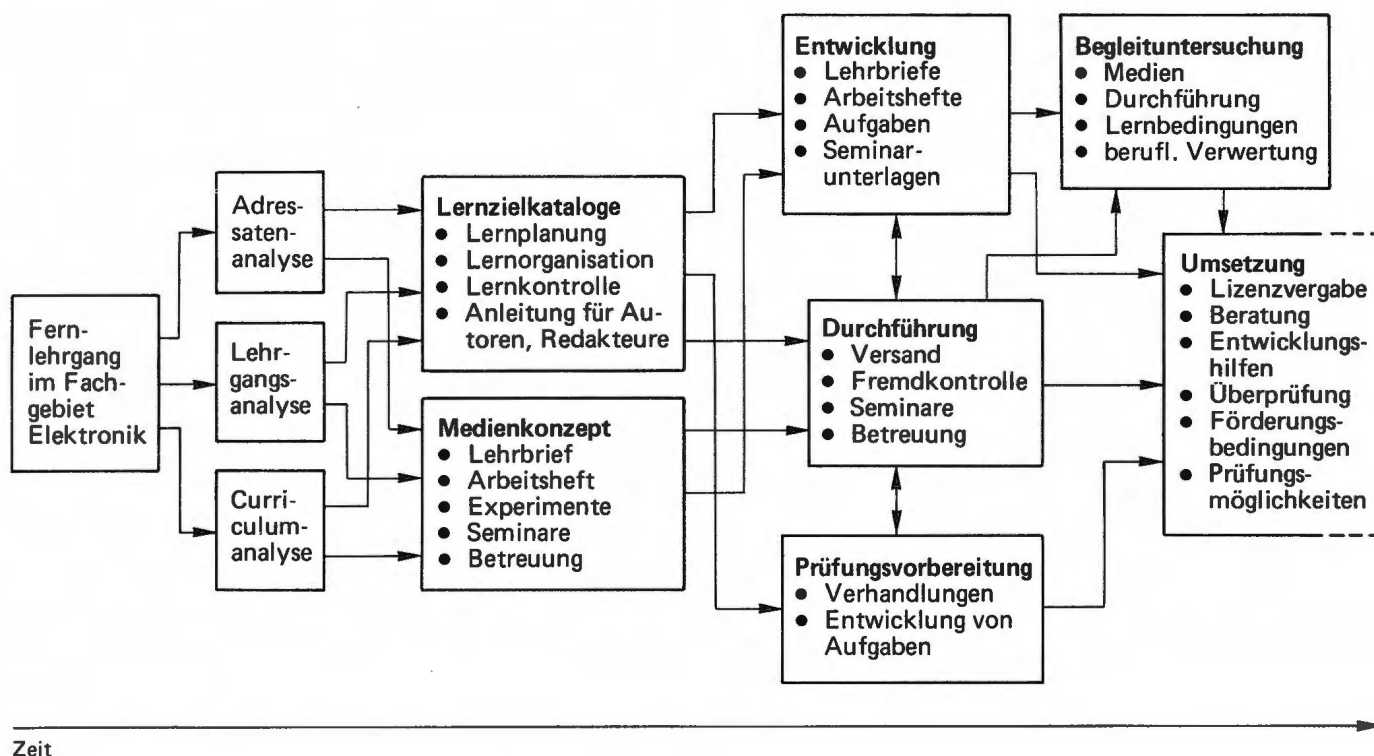 Fern-
lehrgang
im Fach-
gebiet
Elektronik
Adres-
saten-
analyse
Lehr-
gangs-
analyse
Curri-
culum-
analyse
Lernzielkataloge
● Lernplanung
● Lernorganisation
● Lernkontrolle
● Anleitung für Au-
toren, Redakteure
Medienkonzept
● Lehrbrief
● Arbeitsheft
● Experimente
● Seminare
● Betreuung
Entwicklung
● Lehrbriefe
● Arbeitshefte
● Aufgaben
● Seminar-
unterlagen
Durchführung
● Versand
● Fremdkontrolle
● Seminare
● Betreuung
Prüfungsvorbereitung
● Verhandlungen
● Entwicklung von
Aufgaben
Begleituntersuchung
● Medien
● Durchführung
● Lernbedingungen
● berufl. Verwertung
Umsetzung
● Lizenzvergabe
● Beratung
● Entwicklungs-
hilfen
● Überprüfung
● Förderungs-
bedingungen
● Prüfungs-
möglichkeiten
Zeit